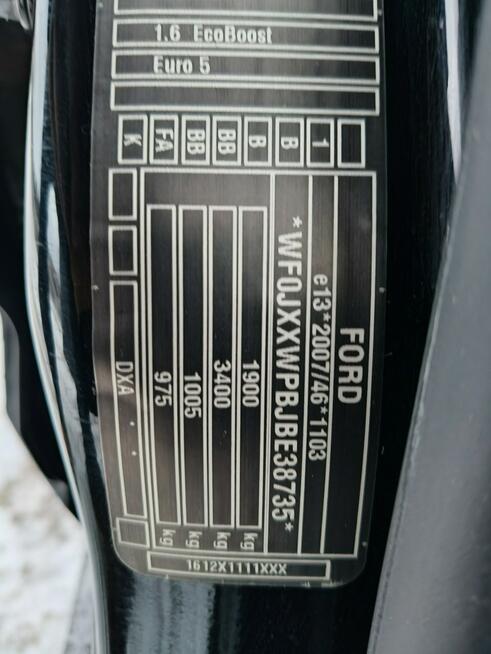 1.6 EcoBoost
Euro 5
K FA BB BB B B 1
FORD
e13*2007/46*1103
*WF0JXXWPBJBE38735*
1900 kg
3400 kg
1005 kg
975 kg
DXA
1612X1111XXX